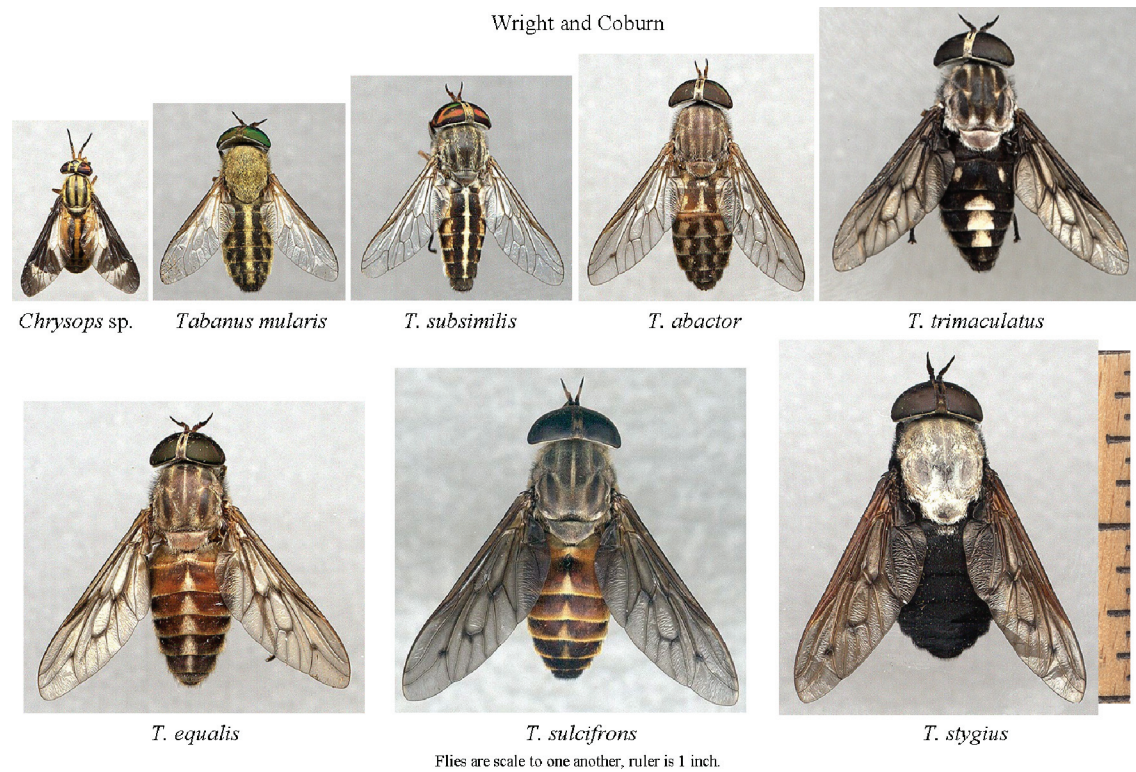 Wright and Coburn
Chrysops sp.
Tabanus mularis
T. subsimilis
T. abactor
T. trimaculatus
T. equalis
T. sulcifrons
T. stygius
Flies are scale to one another, ruler is 1 inch.